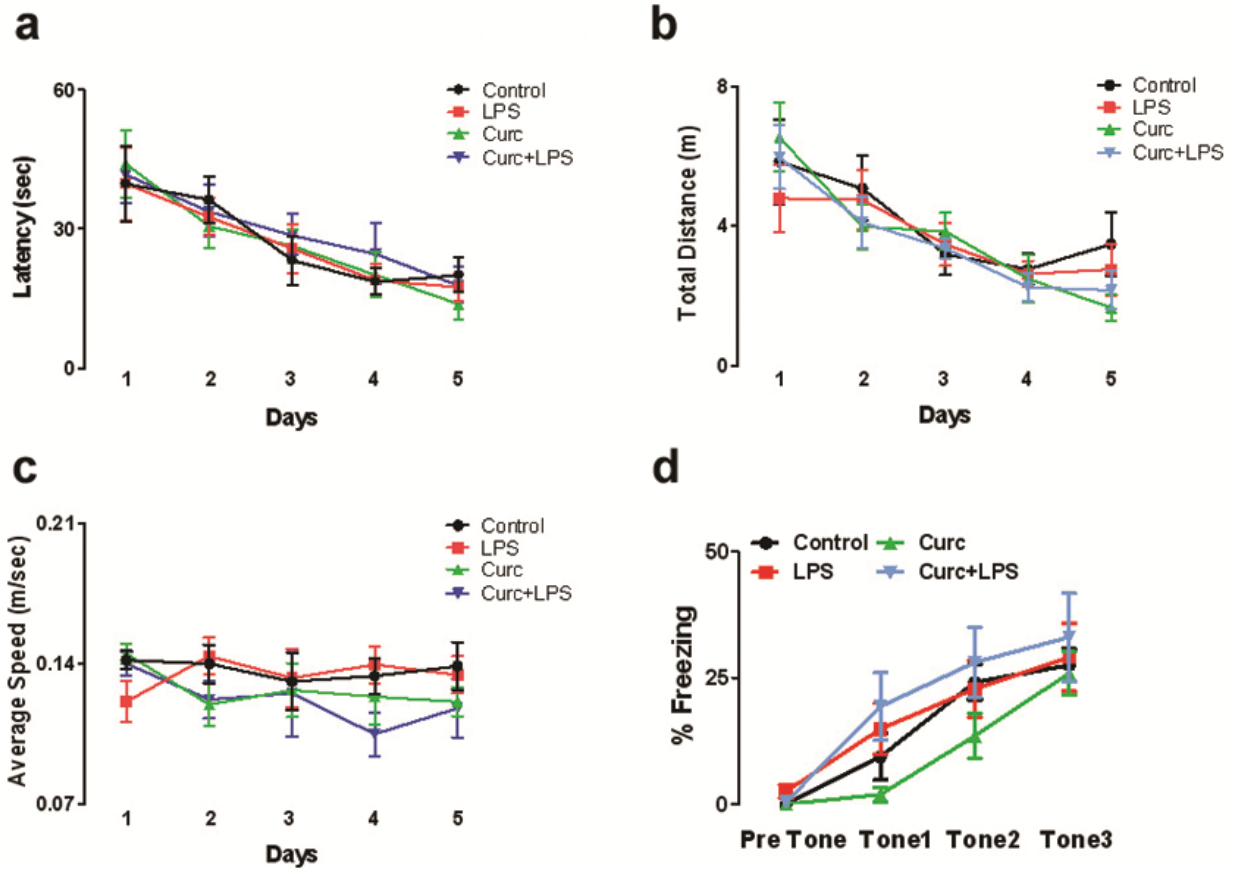 a
60
30
0
Latency (sec)
Control
LPS
Curc
Curc+LPS
1 2 3 4 5
Days
b
8
4
0
Total Distance (m)
Control
LPS
Curc
Curc+LPS
1 2 3 4 5
Days
c
0.21
0.14
0.07
Average Speed (m/sec)
Control
LPS
Curc
Curc+LPS
1 2 3 4 5
Days
d
50
25
0
% Freezing
Control Curc
LPS Curc+LPS
Pre Tone Tone1 Tone2 Tone3